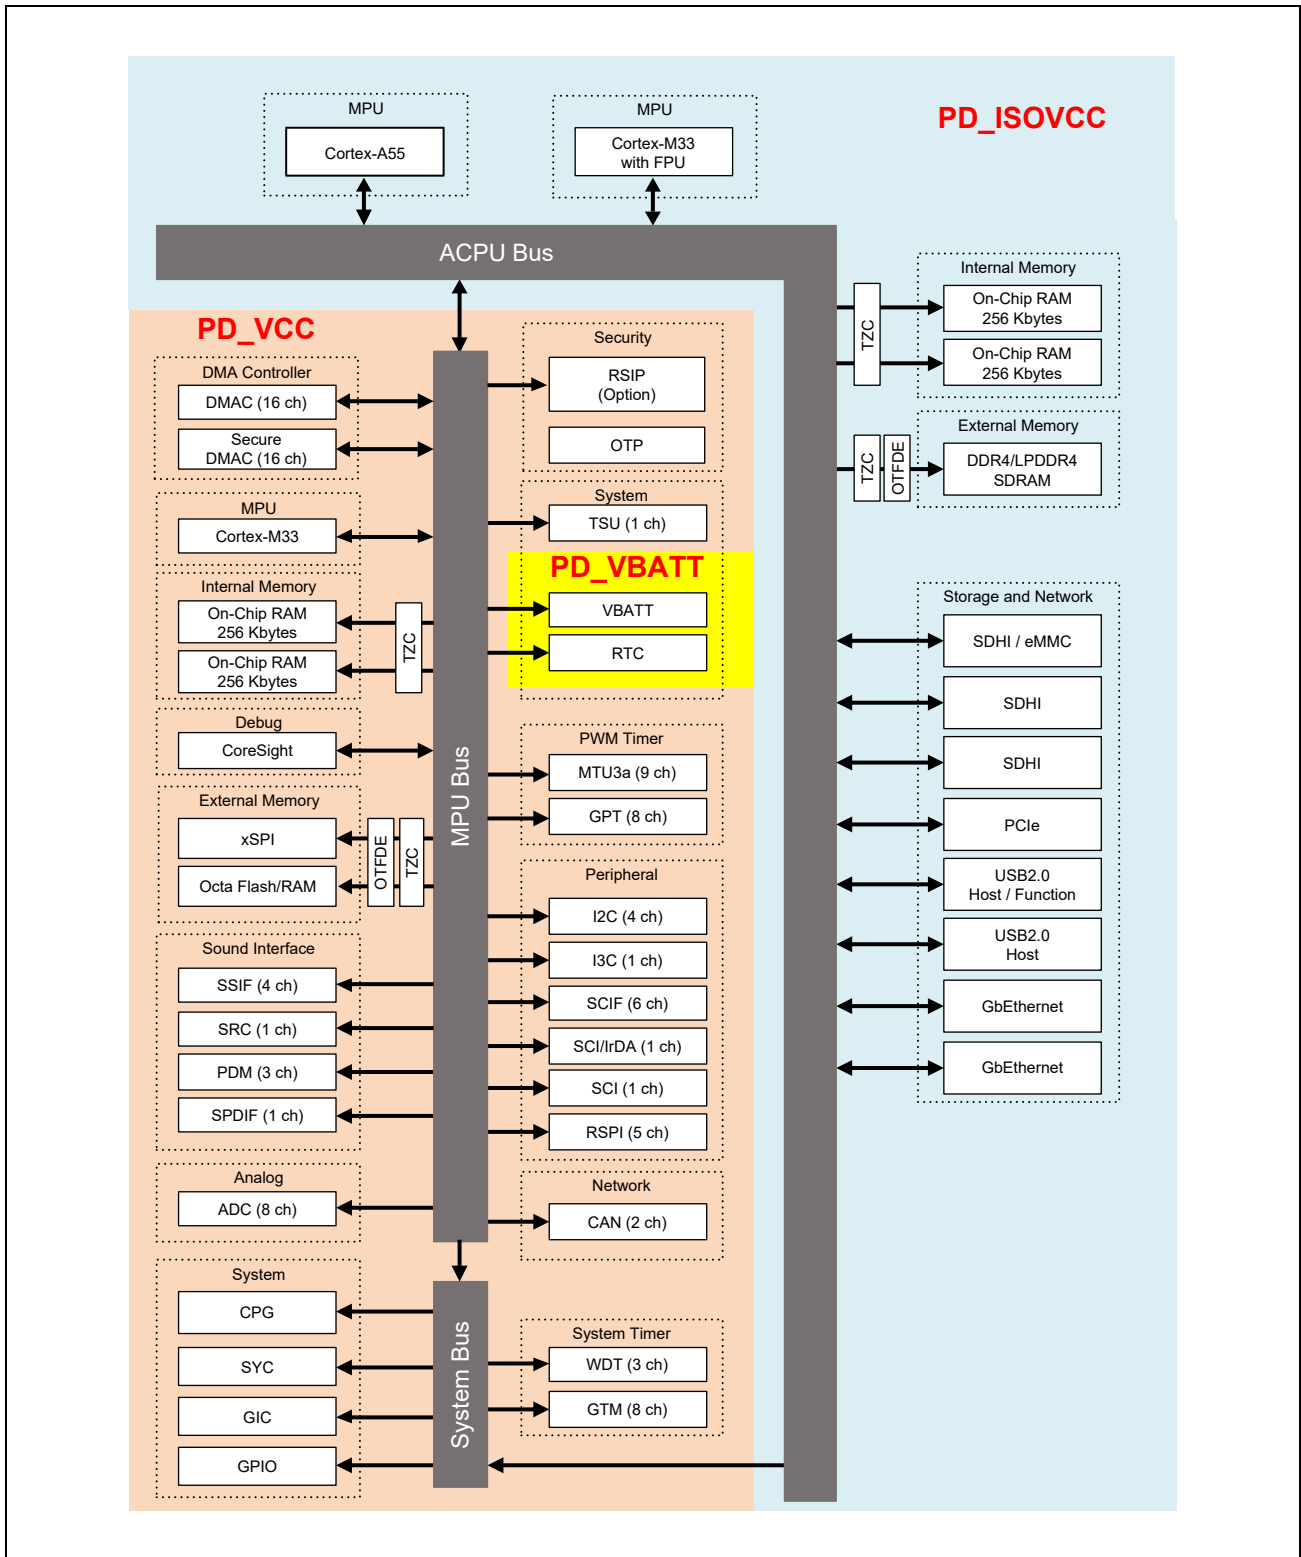 MPU
Cortex-A55
MPU
Cortex-M33
with FPU
PD_ISOVCC
ACPU Bus
Internal Memory
On-Chip RAM
256 Kbytes
On-Chip RAM
256 Kbytes
TZC
External Memory
DDR4/LPDDR4
SDRAM
TZC
OTFDE
Storage and Network
SDHI / eMMC
SDHI
SDHI
PCIe
USB2.0
Host / Function
USB2.0
Host
GbEthernet
GbEthernet
PD_VCC
DMA Controller
DMAC (16 ch)
Secure
DMAC (16 ch)
MPU
Cortex-M33
Internal Memory
On-Chip RAM
256 Kbytes
On-Chip RAM
256 Kbytes
TZC
Debug
CoreSight
External Memory
xSPI
Octa Flash/RAM
OTFDE
TZC
Sound Interface
SSIF (4 ch)
SRC (1 ch)
PDM (3 ch)
SPDIF (1 ch)
Analog
ADC (8 ch)
MPU Bus
Security
RSIP
(Option)
OTP
System
TSU (1 ch)
PD_VBATT
VBATT
RTC
PWM Timer
MTU3a (9 ch)
GPT (8 ch)
Peripheral
I2C (4 ch)
I3C (1 ch)
SCIF (6 ch)
SCI/IrDA (1 ch)
SCI (1 ch)
RSPI (5 ch)
Network
CAN (2 ch)
System
CPG
SYC
GIC
GPIO
System Bus
System Timer
WDT (3 ch)
GTM (8 ch)